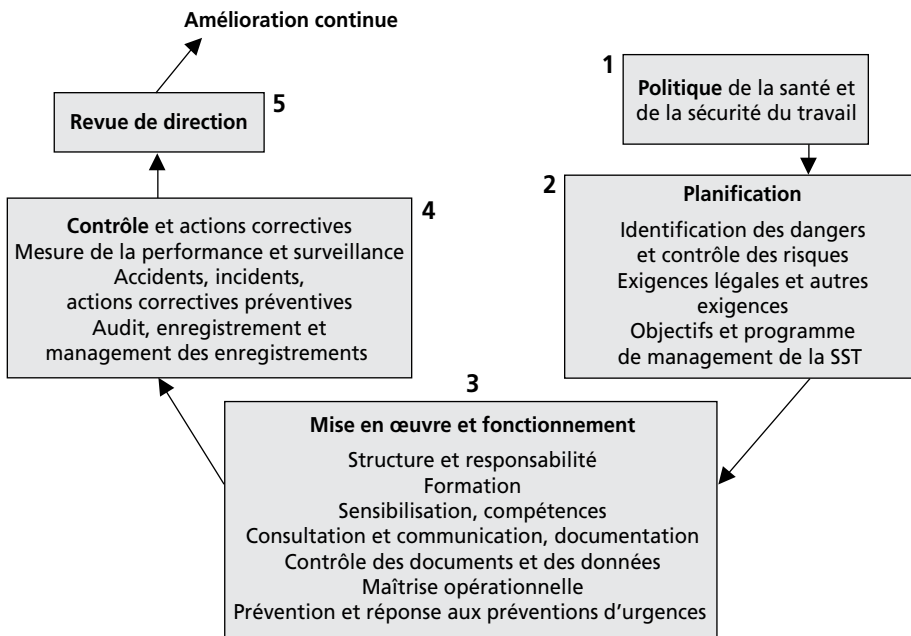 Amélioration continue
1
Politique de la santé et
de la sécurité du travail
2
Planification
Identification des dangers
et contrôle des risques
Exigences légales et autres
exigences
Objectifs et programme
de management de la SST
3
Mise en œuvre et fonctionnement
Structure et responsabilité
Formation
Sensibilisation, compétences
Consultation et communication, documentation
Contrôle des documents et des données
Maîtrise opérationnelle
Prévention et réponse aux préventions d’urgences
4
Contrôle et actions correctives
Mesure de la performance et surveillance
Accidents, incidents,
actions correctives préventives
Audit, enregistrement et
management des enregistrements
5
Revue de direction